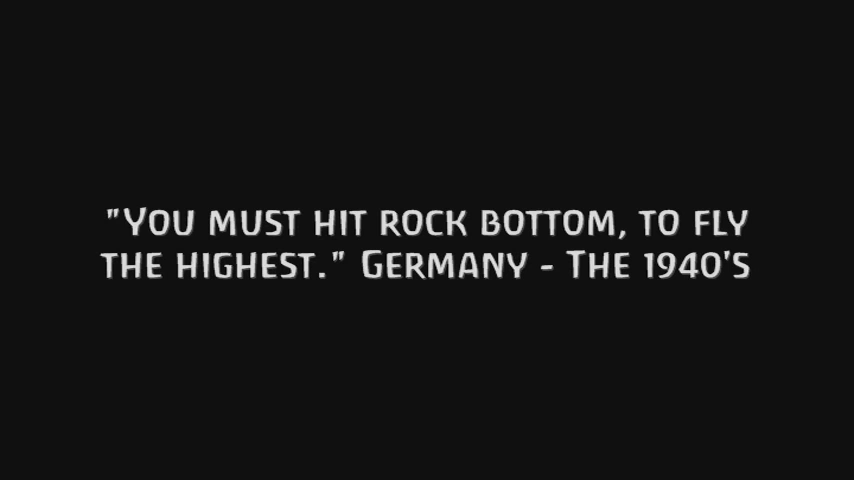 "You must hit rock bottom, to fly
the highest." Germany - The 1940's